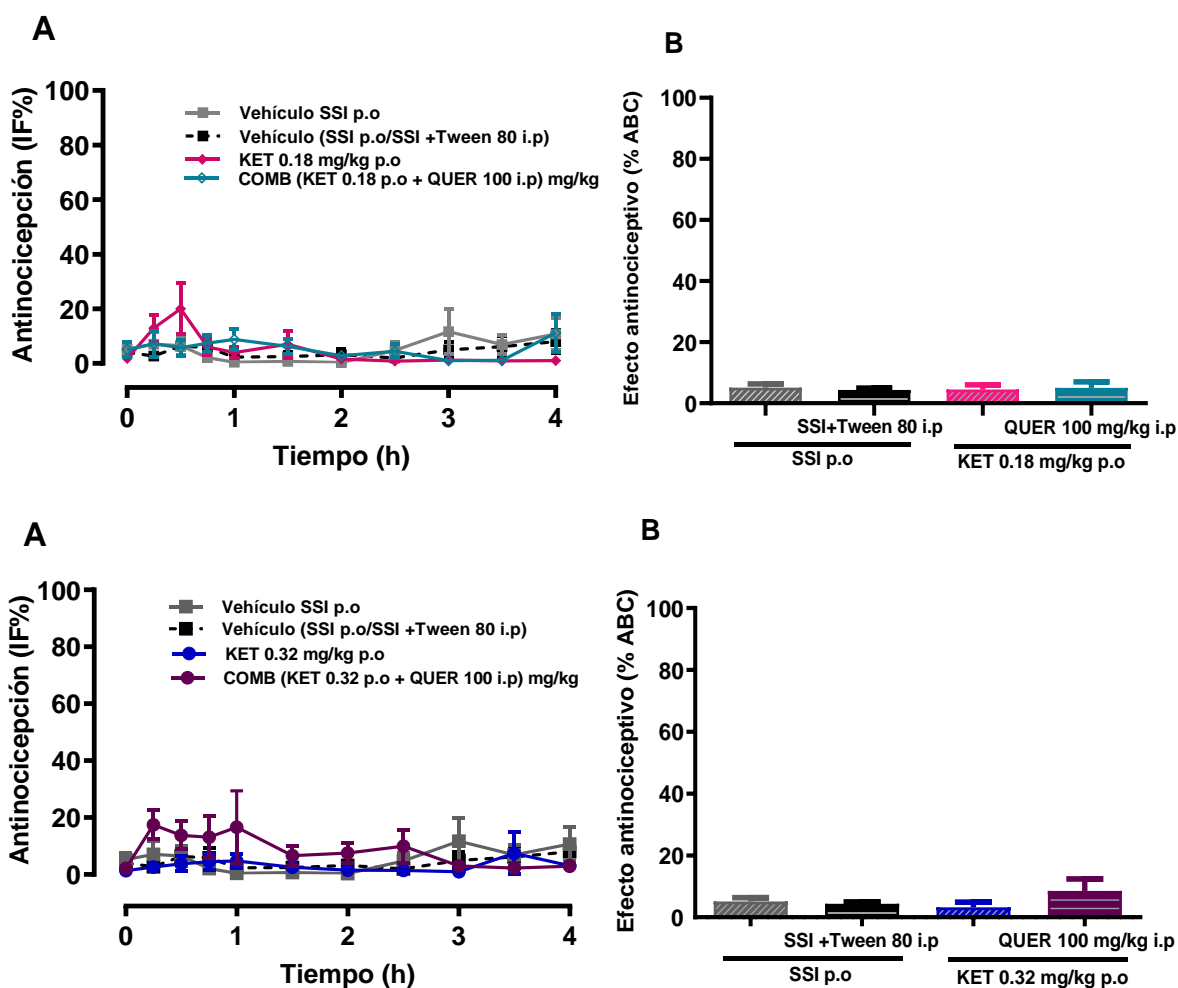 A
Antinocicepción (IF%)
100
80
60
40
20
0
Vehículo SSI p.o
Vehículo (SSI p.o/SSI +Tween 80 i.p)
KET 0.18 mg/kg p.o
COMB (KET 0.18 p.o + QUER 100 i.p) mg/kg
0 1 2 3 4
Tiempo (h)
B
Efecto antinociceptivo (% ABC)
100
80
60
40
20
0
SSI+Tween 80 i.p QUER 100 mg/kg i.p
SSI p.o KET 0.18 mg/kg p.o
A
Antinocicepción (IF%)
100
80
60
40
20
0
Vehículo SSI p.o
Vehículo (SSI p.o/SSI +Tween 80 i.p)
KET 0.32 mg/kg p.o
COMB (KET 0.32 p.o + QUER 100 i.p) mg/kg
0 1 2 3 4
Tiempo (h)
B
Efecto antinociceptivo (% ABC)
100
80
60
40
20
0
SSI +Tween 80 i.p QUER 100 mg/kg i.p
SSI p.o KET 0.32 mg/kg p.o